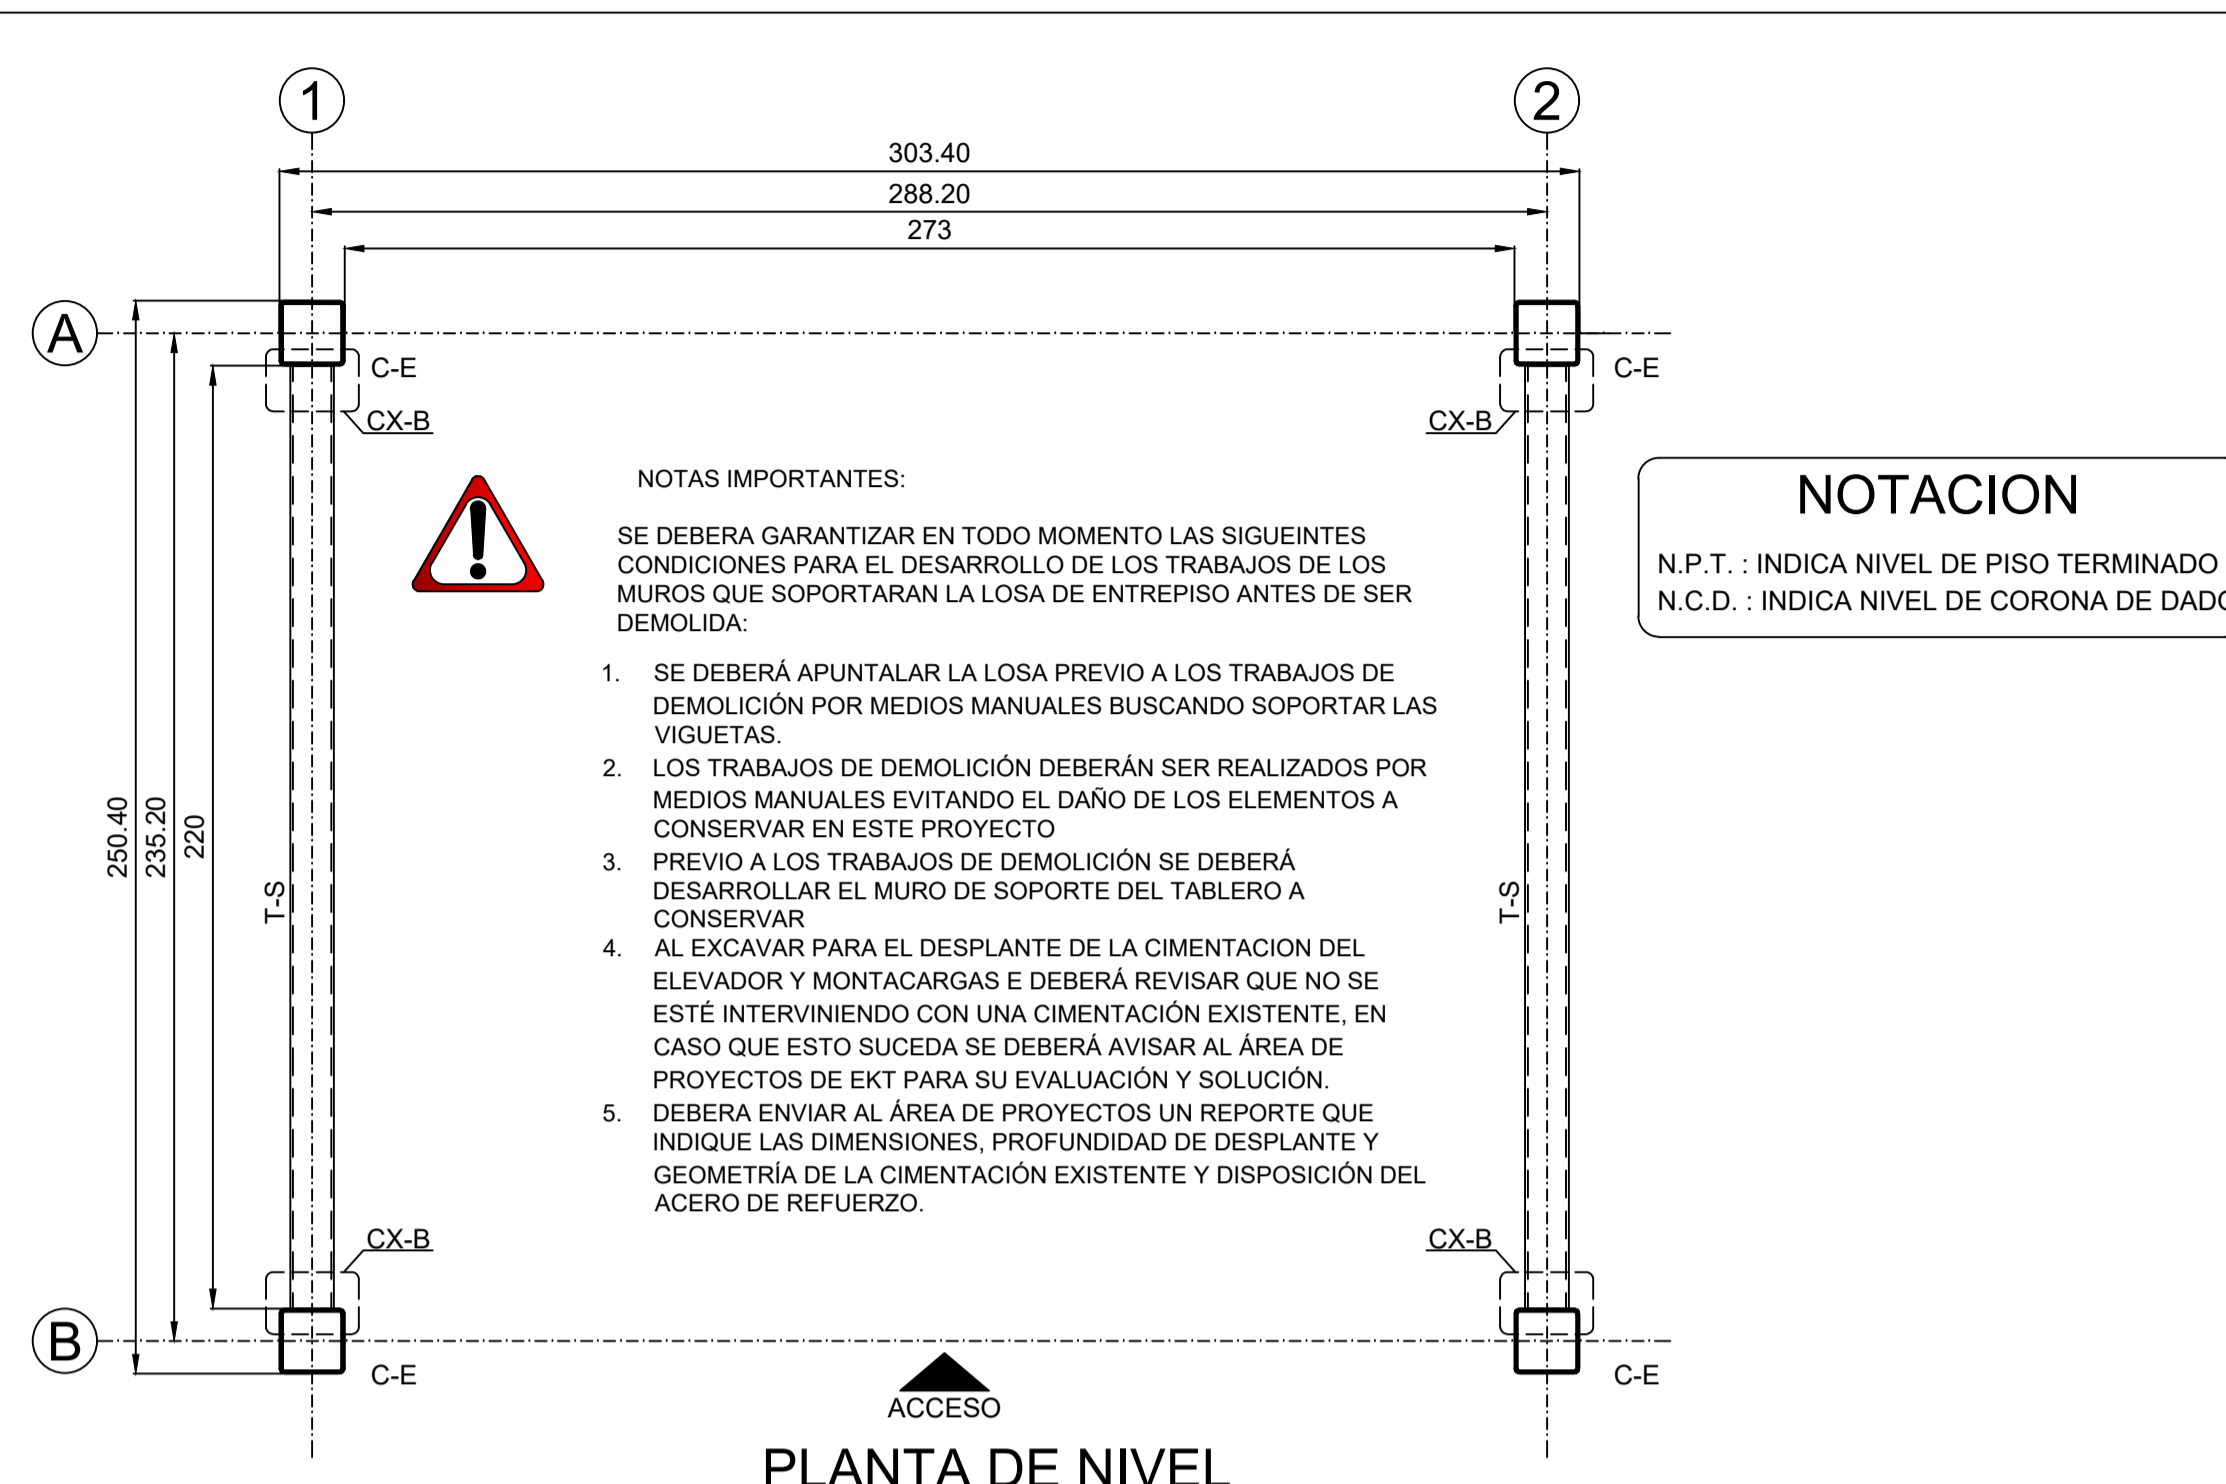 1
2
303.40
288.20
273
A
C-E
C-E
CX-B
CX-B
NOTAS IMPORTANTES:
SE DEBERA GARANTIZAR EN TODO MOMENTO LAS SIGUEINTES
CONDICIONES PARA EL DESARROLLO DE LOS TRABAJOS DE LOS
MUROS QUE SOPORTARAN LA LOSA DE ENTREPISO ANTES DE SER
DEMOLIDA:
1. SE DEBERÁ APUNTALAR LA LOSA PREVIO A LOS TRABAJOS DE
DEMOLICIÓN POR MEDIOS MANUALES BUSCANDO SOPORTAR LAS
VIGUETAS.
2. LOS TRABAJOS DE DEMOLICIÓN DEBERÁN SER REALIZADOS POR
MEDIOS MANUALES EVITANDO EL DAÑO DE LOS ELEMENTOS A
CONSERVAR EN ESTE PROYECTO
3. PREVIO A LOS TRABAJOS DE DEMOLICIÓN SE DEBERÁ
DESARROLLAR EL MURO DE SOPORTE DEL TABLERO A
CONSERVAR
4. AL EXCAVAR PARA EL DESPLANTE DE LA CIMENTACION DEL
ELEVADOR Y MONTACARGAS E DEBERÁ REVISAR QUE NO SE
ESTÉ INTERVINIENDO CON UNA CIMENTACIÓN EXISTENTE, EN
CASO QUE ESTO SUCEDA SE DEBERÁ AVISAR AL ÁREA DE
PROYECTOS DE EKT PARA SU EVALUACIÓN Y SOLUCIÓN.
5. DEBERA ENVIAR AL ÁREA DE PROYECTOS UN REPORTE QUE
INDIQUE LAS DIMENSIONES, PROFUNDIDAD DE DESPLANTE Y
GEOMETRÍA DE LA CIMENTACIÓN EXISTENTE Y DISPOSICIÓN DEL
ACERO DE REFUERZO.
NOTACION
N.P.T. : INDICA NIVEL DE PISO TERMINADO
N.C.D. : INDICA NIVEL DE CORONA DE DADO
250.40
235.20
220
T-S
T-S
CX-B
CX-B
B
C-E
C-E
ACCESO
PLANTA DE NIVEL